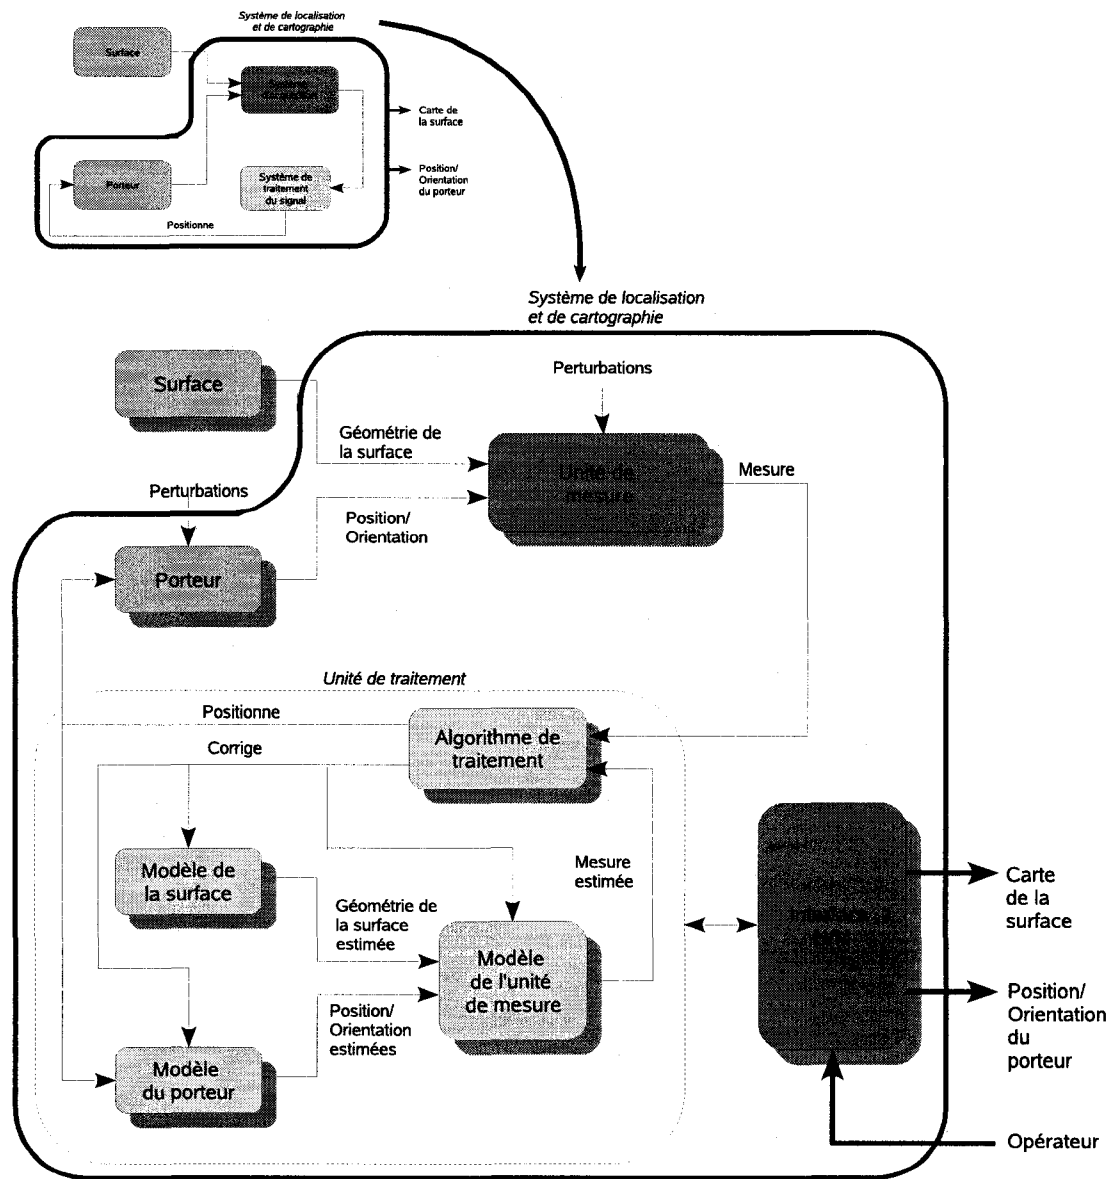 Système de localisation
et de cartographie
Surface
Système
Carte de
la surface
Porteur
Système de
traitement
du signal
Position/
Orientation
du porteur
Positionne
Système de localisation
et de cartographie
Surface
Perturbations
Géométrie de
la surface
Unité de
mesure
Mesure
Perturbations
Position/
Orientation
Porteur
Unité de traitement
Positionne
Algorithme de
traitement
Corrige
Modèle de
la surface
Mesure
estimée
Carte
de la
surface
Géométrie de
la surface
estimée
Modèle
de l'unité
de mesure
Position/
Orientation
estimées
Position/
Orientation
du
porteur
Modèle
du porteur
Opérateur